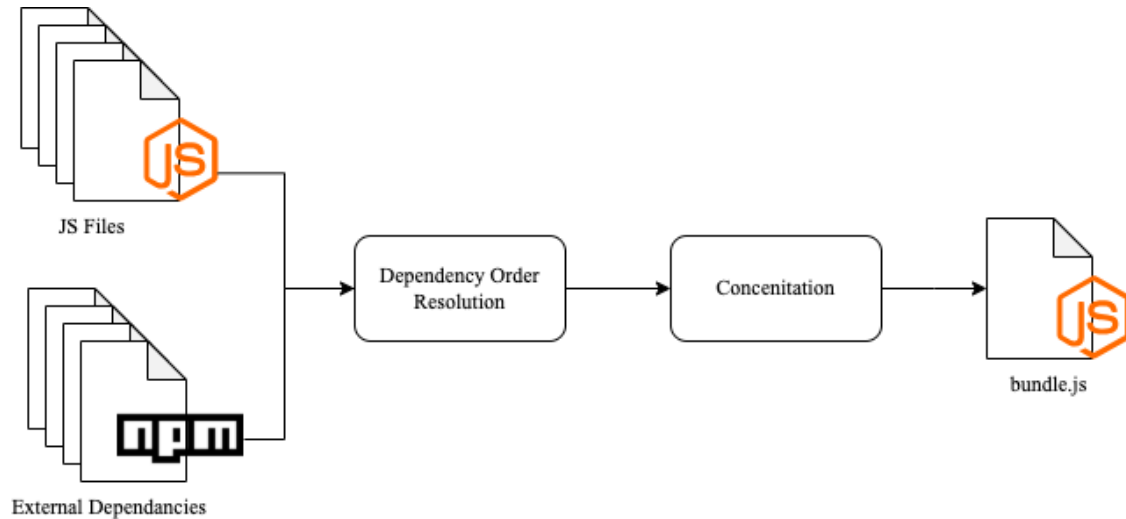 JS
JS Files
npm
External Dependancies
Dependency Order
Resolution
Concenitation
JS
bundle.js